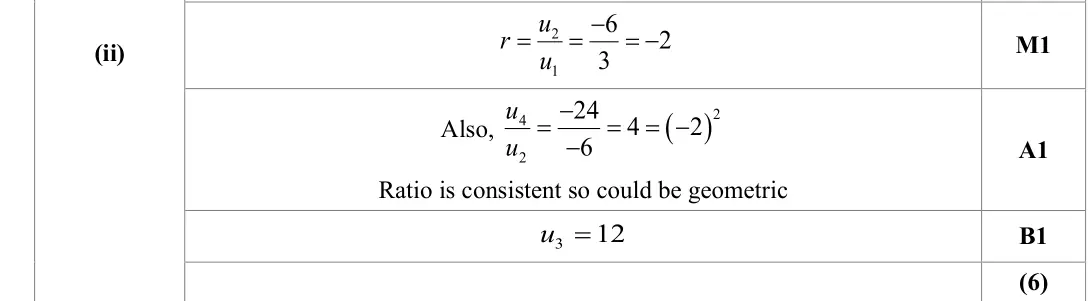 (ii) r = u₂/u₁ = −6/3 = −2 M1
Also, u₄/u₂ = −24/−6 = 4 = (−2)² A1
Ratio is consistent so could be geometric
u₃ = 12 B1
(6)